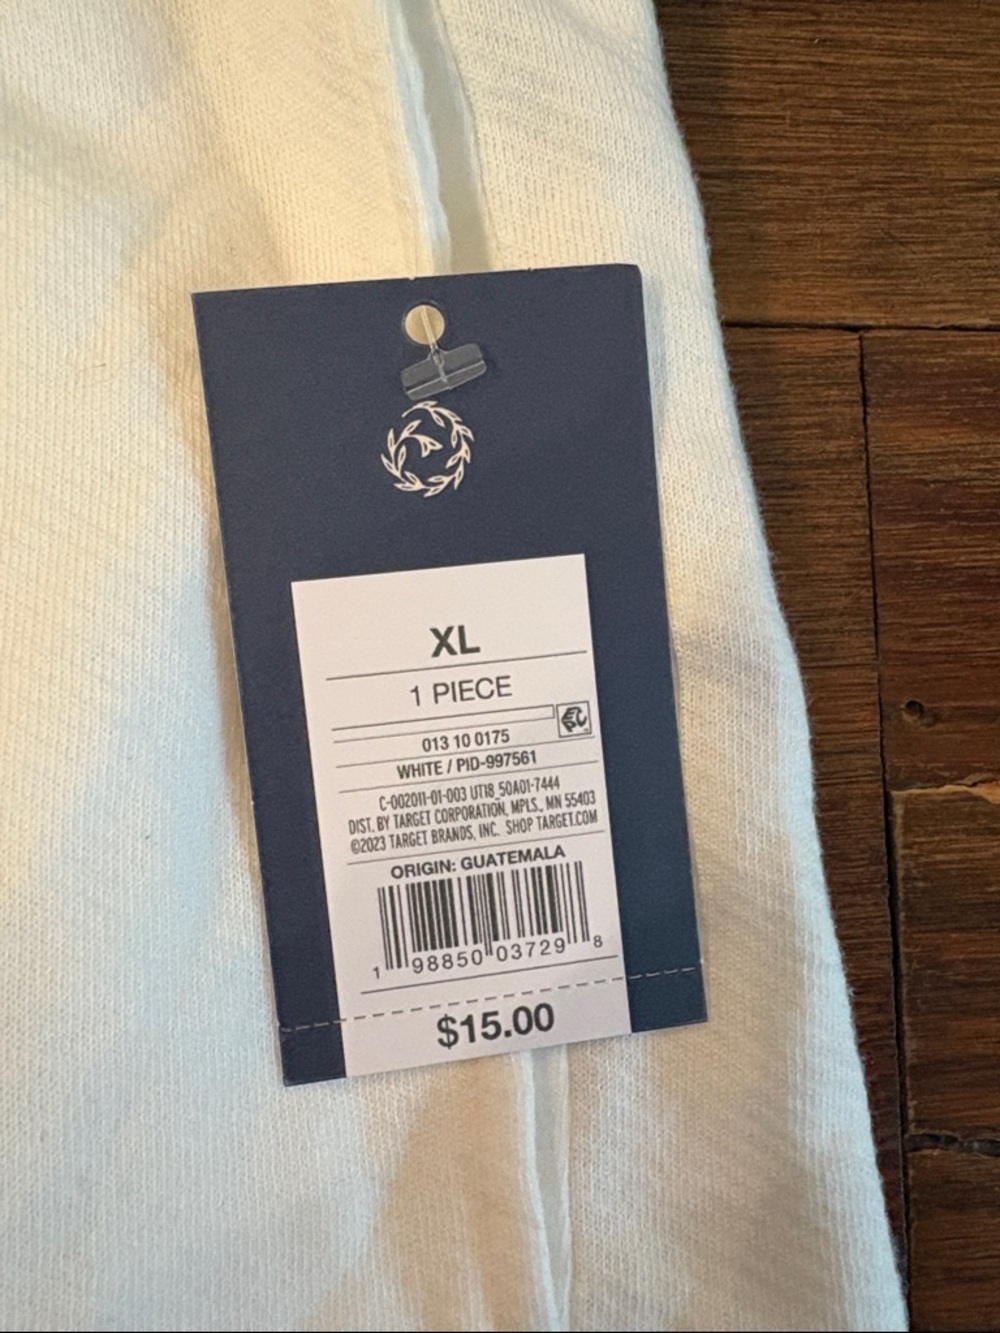 XL
1 PIECE
013 10 0175
WHITE / PID-997561
C-002011-01-003 UT18_50A01-7444
DIST. BY TARGET CORPORATION, MPLS., MN 55403
©2023 TARGET BRANDS, INC. SHOP TARGET.COM
ORIGIN: GUATEMALA
1 98850 03729 8
$15.00